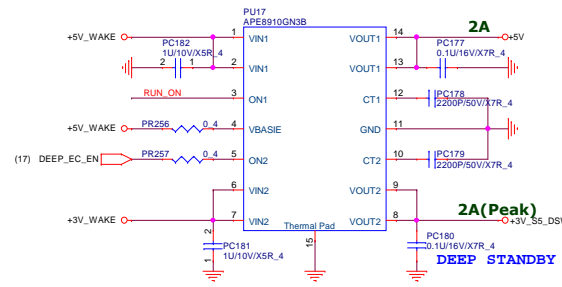 PU17
APE8910GN3B
+5V_WAKE
1
VIN1
VOUT1
14
2A
+5V
PC182
1U/10V/X5R_4
2
1
2
VIN1
VOUT1
13
PC177
0.1U/16V/X7R_4
RUN_ON
3
ON1
CT1
12
PC178
2200P/50V/X7R_4
+5V_WAKE
PR256
0_4
4
VBASIE
GND
11
(17)
DEEP_EC_EN
PR257
0_4
5
ON2
CT2
10
PC179
2200P/50V/X7R_4
6
VIN2
VOUT2
9
+3V_WAKE
7
VIN2
VOUT2
8
2A(Peak)
+3V_S5_DS
Thermal Pad
15
2
1
PC181
1U/10V/X5R_4
PC180
0.1U/16V/X7R_4
DEEP STANDBY